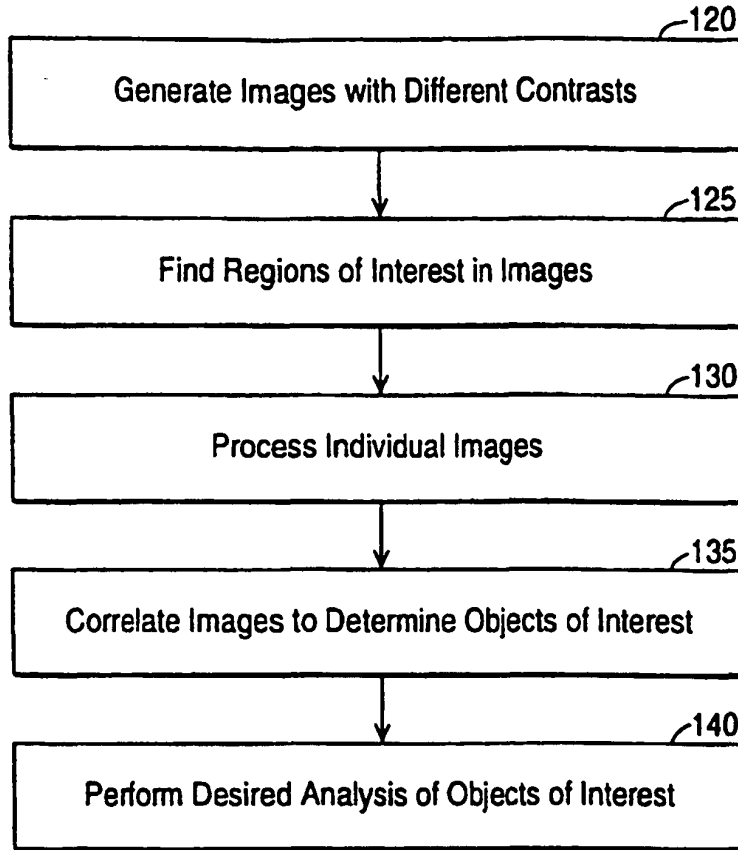 120
Generate Images with Different Contrasts
125
Find Regions of Interest in Images
130
Process Individual Images
135
Correlate Images to Determine Objects of Interest
140
Perform Desired Analysis of Objects of Interest